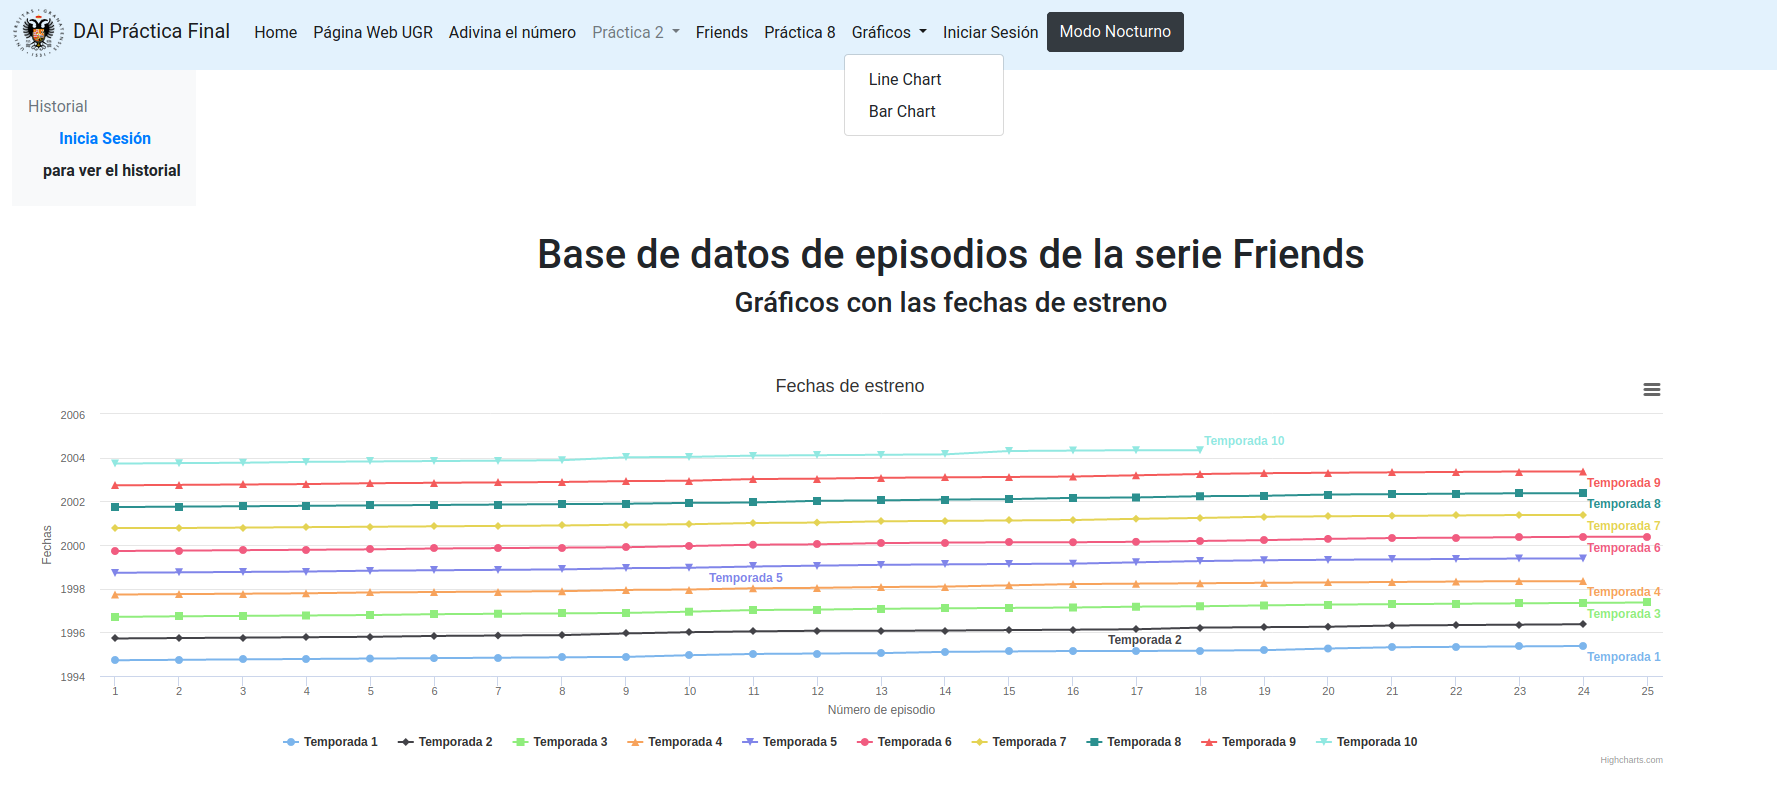 DAI Práctica Final Home Página Web UGR Adivina el número Práctica 2 Friends Práctica 8 Gráficos Iniciar Sesión Modo Nocturno
Line Chart
Bar Chart
Historial
Inicia Sesión
para ver el historial
Base de datos de episodios de la serie Friends
Gráficos con las fechas de estreno
Fechas de estreno
Fechas
2006
2004
2002
2000
1998
1996
1994
Temporada 10
Temporada 9
Temporada 8
Temporada 7
Temporada 6
Temporada 5
Temporada 4
Temporada 3
Temporada 2
Temporada 1
1 2 3 4 5 6 7 8 9 10 11 12 13 14 15 16 17 18 19 20 21 22 23 24 25
Número de episodio
Temporada 1 Temporada 2 Temporada 3 Temporada 4 Temporada 5 Temporada 6 Temporada 7 Temporada 8 Temporada 9 Temporada 10
Highcharts.com